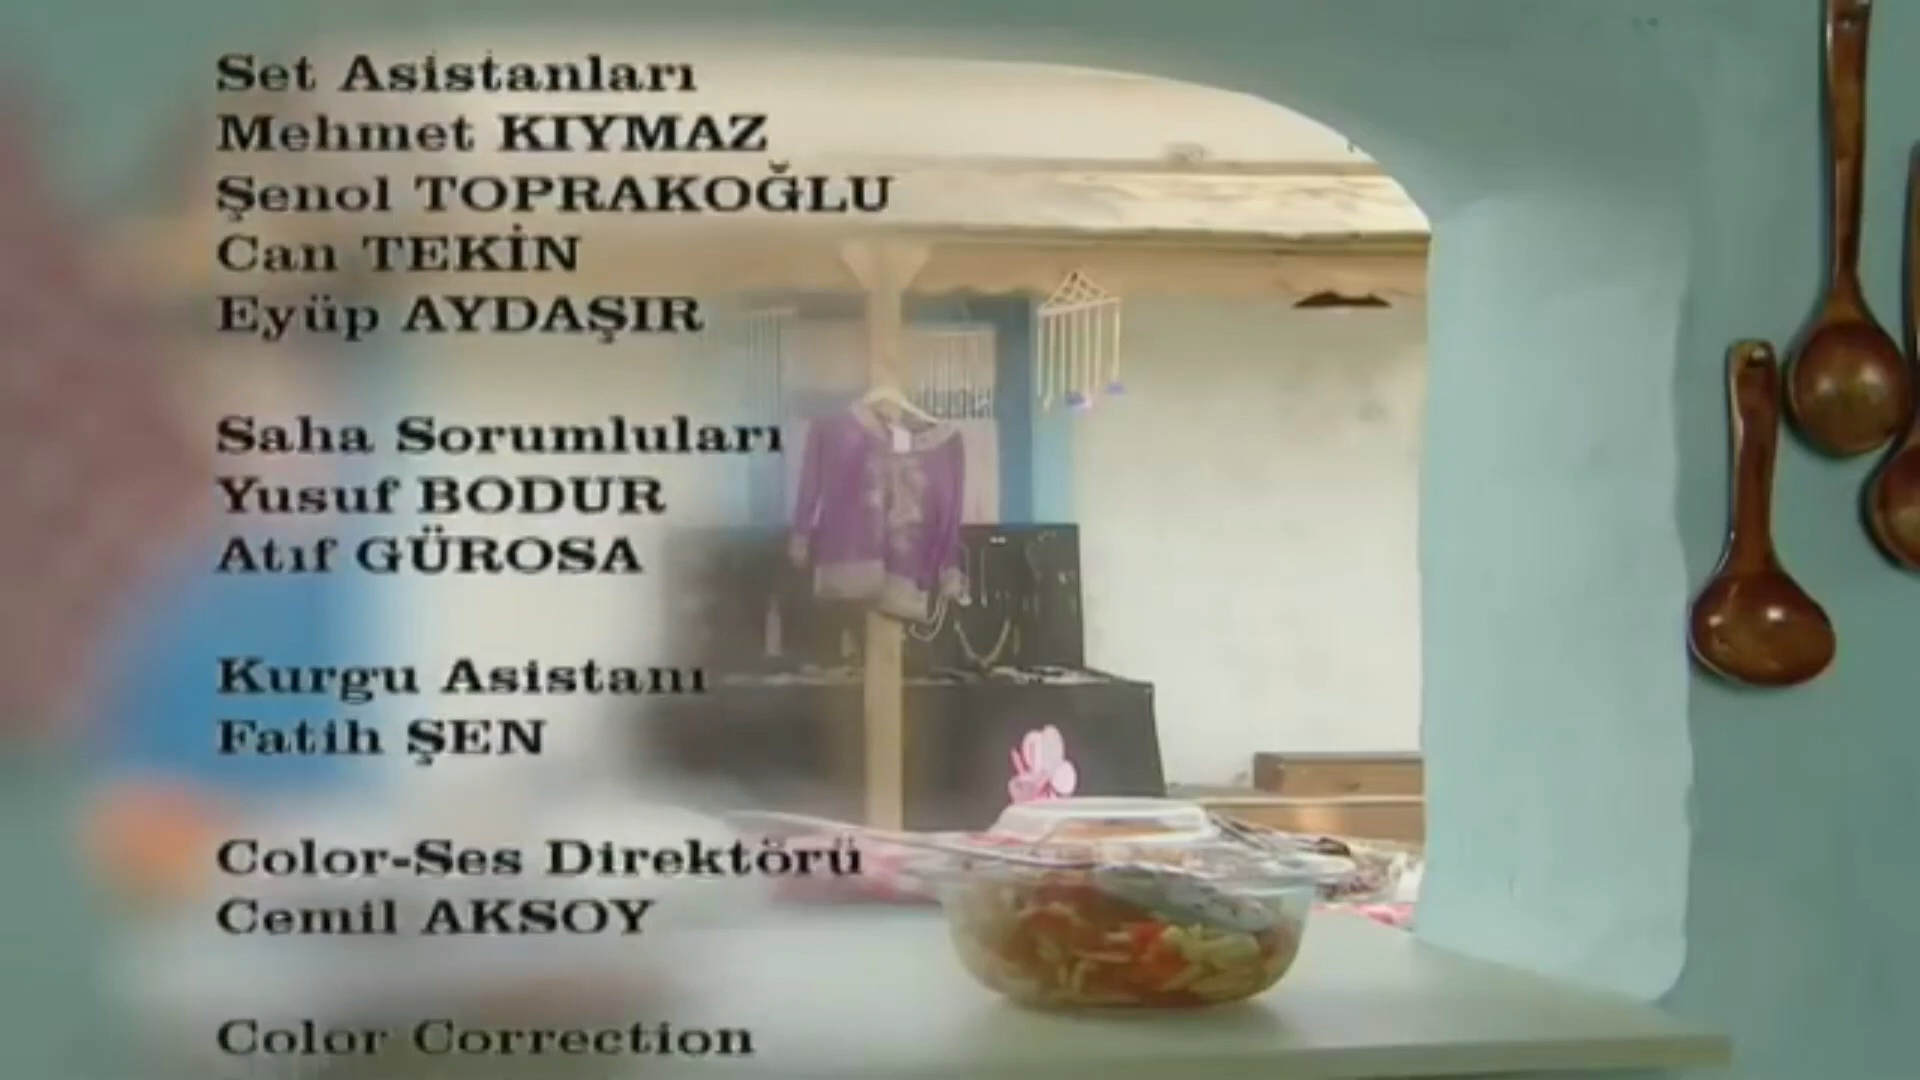 Set Asistanları
Mehmet KIYMAZ
Şenol TOPRAKOĞLU
Can TEKİN
Eyüp AYDAŞIR
Saha Sorumluları
Yusuf BODUR
Atıf GÜROSA
Kurgu Asistanı
Fatih ŞEN
Color-Ses Direktörü
Cemil AKSOY
Color Correction